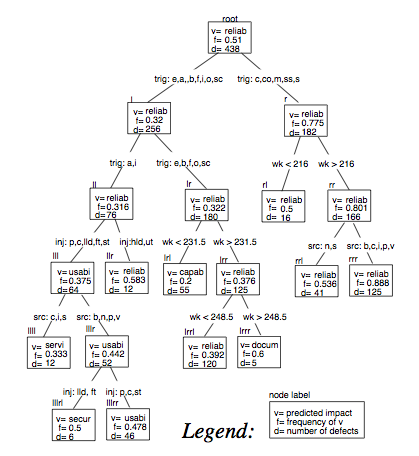 root
v= reliab
f= 0.51
d= 438
trig: e,a,,b,f,i,o,sc
trig: c,co,m,ss,s
l
v= reliab
f= 0.32
d= 256
r
v= reliab
f= 0.775
d= 182
trig: a,i
trig: e,b,f,o,sc
wk < 216
wk > 216
ll
v= reliab
f= 0.316
d= 76
lr
v= reliab
f= 0.322
d= 180
rl
v= reliab
f= 0.5
d= 16
rr
v= reliab
f= 0.801
d= 166
inj: p,c,lld,ft,st
inj:hld,ut
wk < 231.5
wk > 231.5
src: n,s
src: b,c,i,p,v
lll
v=usabi
f= 0.375
d= 64
llr
v= reliab
f= 0.583
d= 12
lrl
v= capab
f= 0.2
d= 55
lrr
v= reliab
f= 0.376
d= 125
rrl
v= reliab
f= 0.536
d= 41
rrr
v= reliab
f= 0.888
d= 125
src: c,i,s
src: b,n,p,v
wk < 248.5
wk > 248.5
llll
v= servi
f= 0.333
d= 12
lllr
v= usabi
f= 0.442
d= 52
lrrl
v= reliab
f= 0.392
d= 120
lrrr
v= docum
f= 0.6
d= 5
inj: lld, ft
inj: p,c,st
lllrl
v= secur
f= 0.5
d= 6
lllrr
v= usabi
f= 0.478
d= 46
Legend:
node label
v= predicted impact
f= frequency of v
d= number of defects